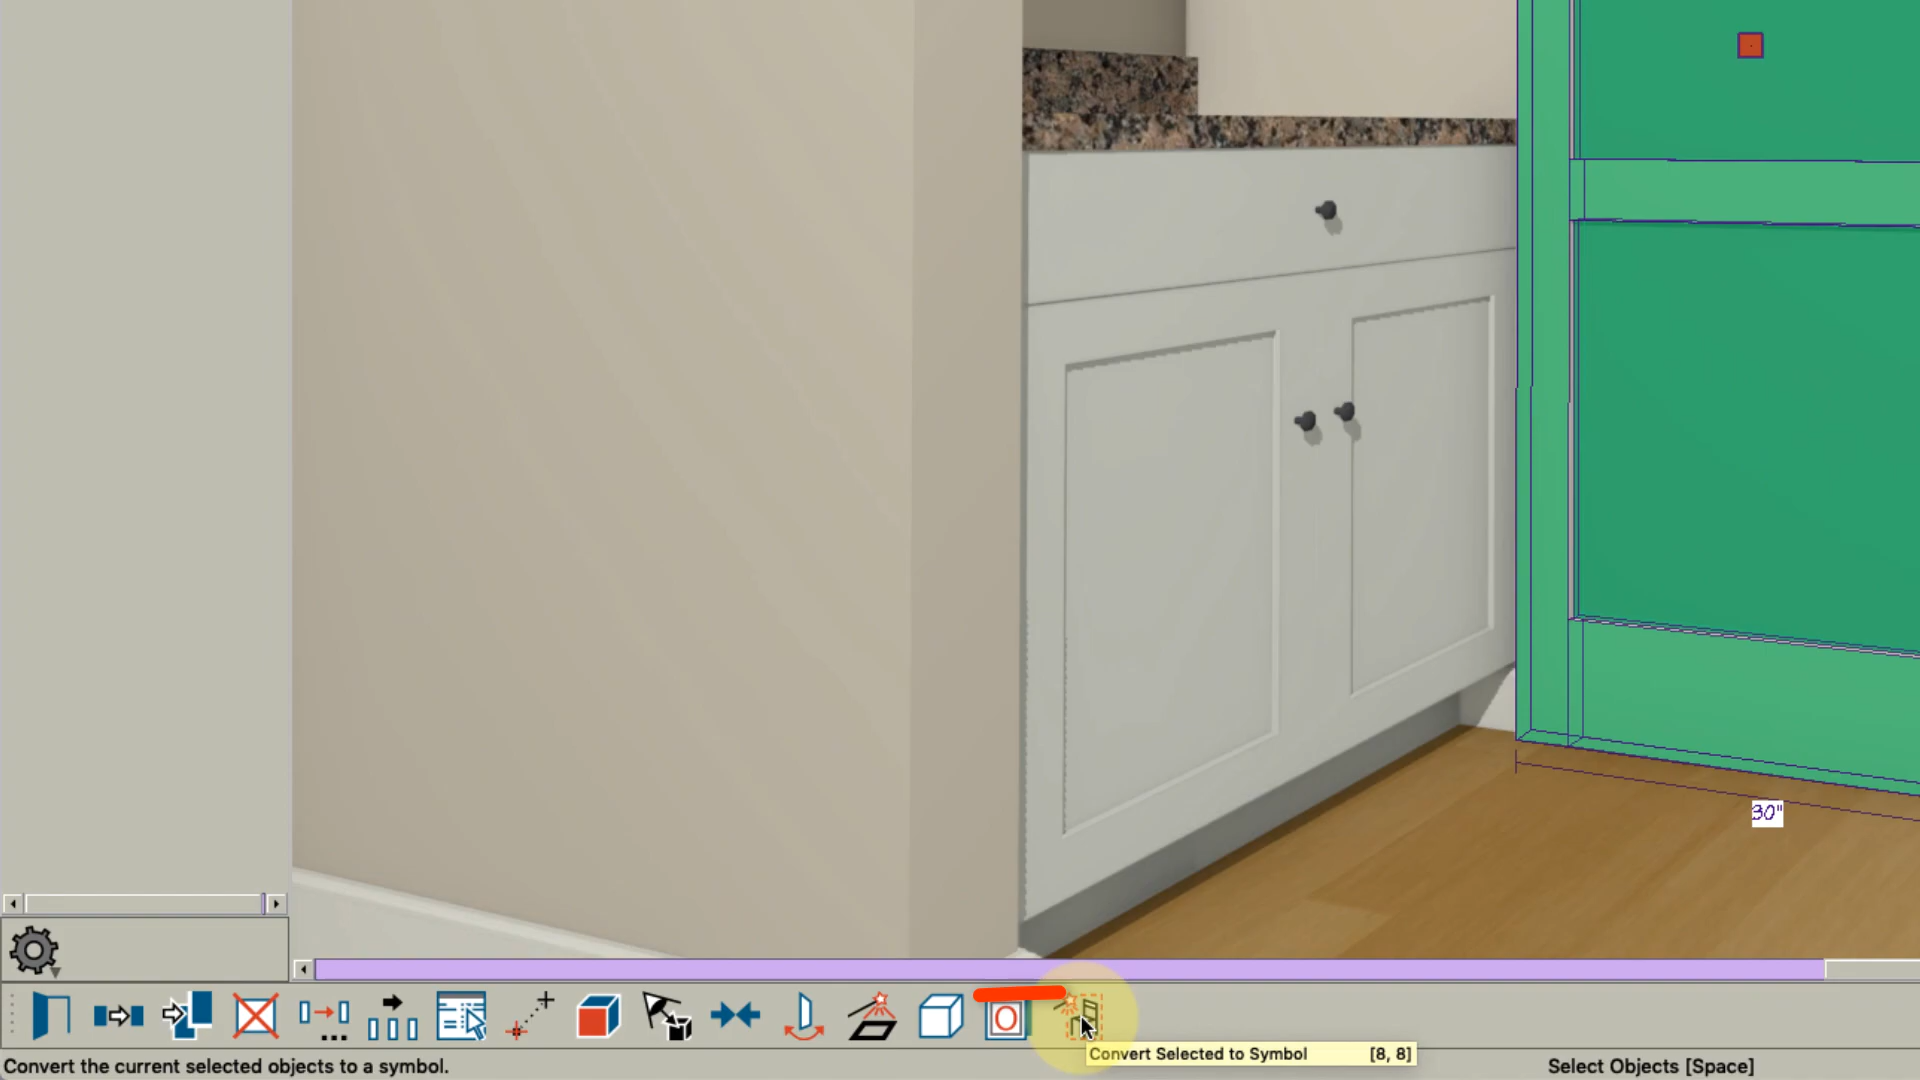 30"
Convert Selected to Symbol [8, 8]
Convert the current selected objects to a symbol.
Select Objects [Space]